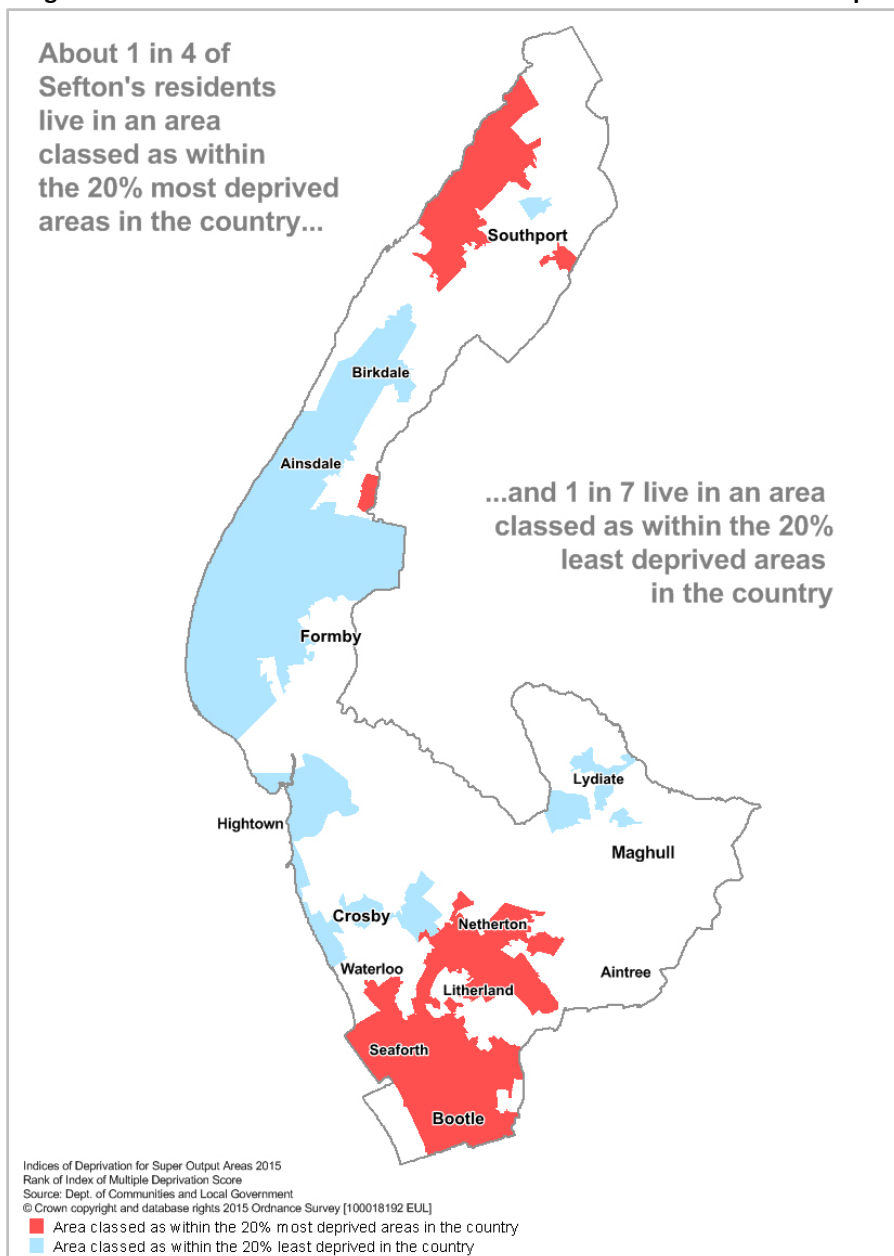 About 1 in 4 of
Sefton's residents
live in an area
classed as within
the 20% most deprived
areas in the country...
Southport
Birkdale
Ainsdale
...and 1 in 7 live in an area
classed as within the 20%
least deprived areas
in the country
Formby
Lydiate
Hightown
Maghull
Crosby
Netherton
Waterloo
Aintree
Litherland
Seaforth
Bootle
Indices of Deprivation for Super Output Areas 2015
Rank of Index of Multiple Deprivation Score
Source: Dept. of Communities and Local Government
© Crown copyright and database rights 2015 Ordnance Survey [100018192 EUL]
Area classed as within the 20% most deprived areas in the country
Area classed as within the 20% least deprived in the country